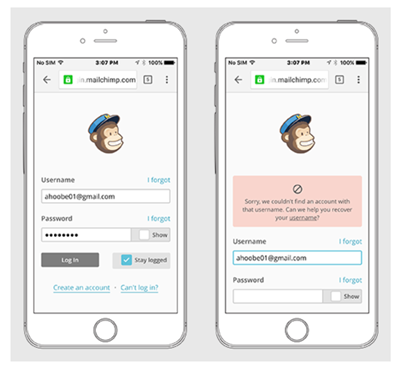 No SIM 3:07 PM 100%
in.mailchimp.com 5
Username I forgot
ahoobe01@gmail.com
Password I forgot
•••••••• Show
Log In Stay logged
Create an account • Can't log in?
No SIM 3:07 PM 100%
in.mailchimp.com 5
Sorry, we couldn't find an account with
that username. Can we help you recover
your username?
Username I forgot
ahoobe01@gmail.com
Password I forgot
Show